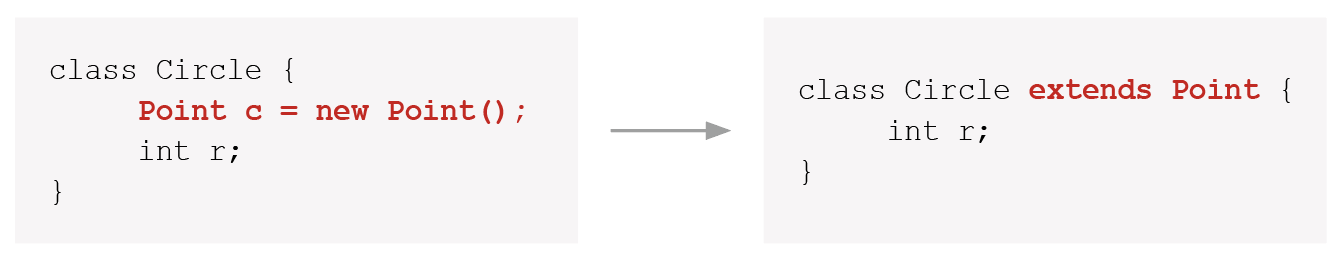 class Circle {
Point c = new Point();
int r;
}
class Circle extends Point {
int r;
}